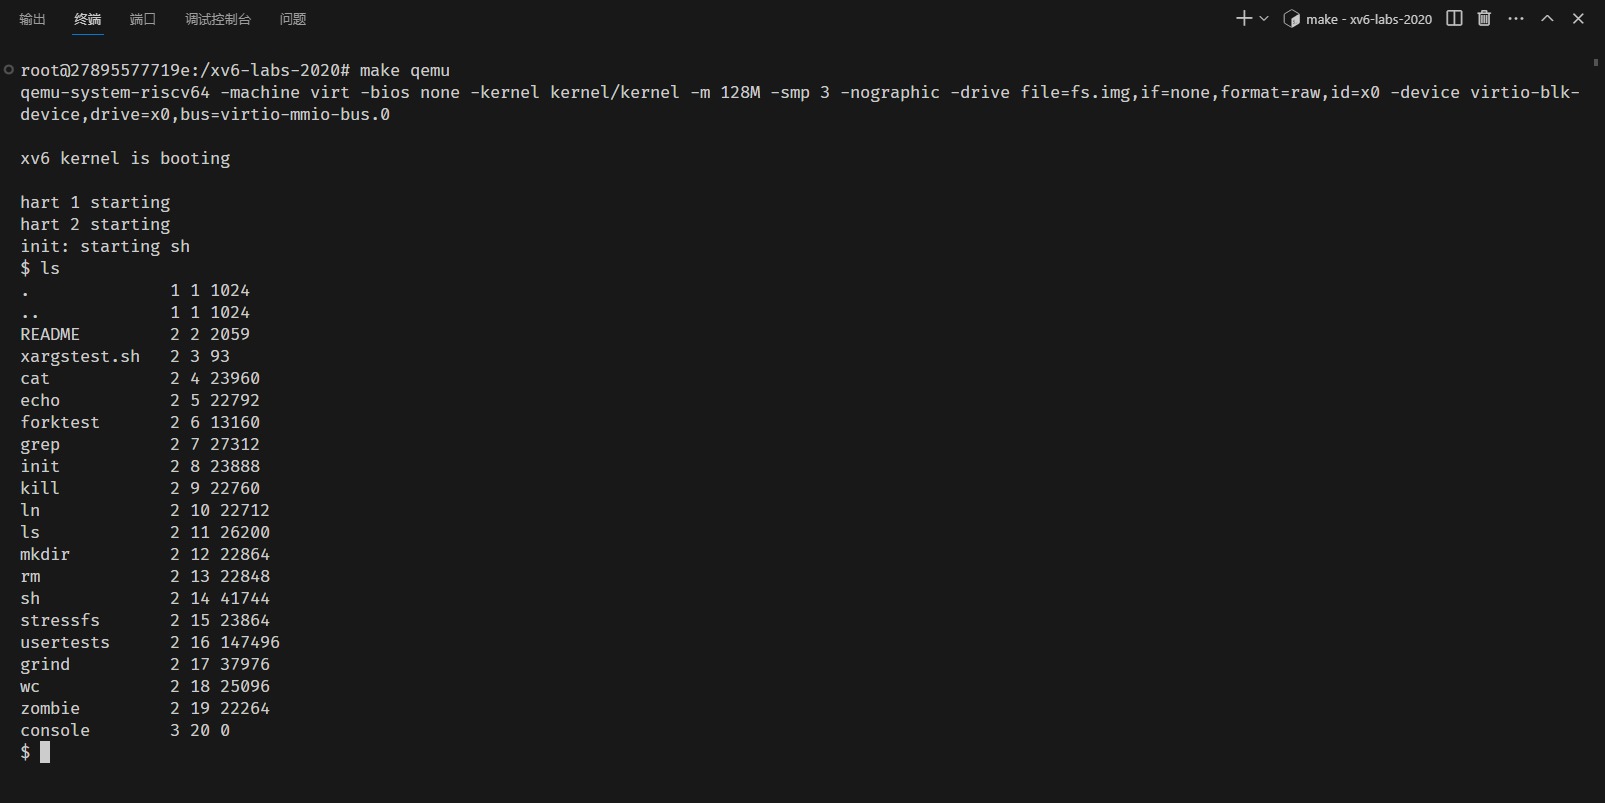 输出 终端 端口 调试控制台 问题 make - xv6-labs-2020
root@27895577719e:/xv6-labs-2020# make qemu
qemu-system-riscv64 -machine virt -bios none -kernel kernel/kernel -m 128M -smp 3 -nographic -drive file=fs.img,if=none,format=raw,id=x0 -device virtio-blk-
device,drive=x0,bus=virtio-mmio-bus.0
xv6 kernel is booting
hart 1 starting
hart 2 starting
init: starting sh
$ ls
.              1 1 1024
..             1 1 1024
README         2 2 2059
xargstest.sh   2 3 93
cat            2 4 23960
echo           2 5 22792
forktest       2 6 13160
grep           2 7 27312
init           2 8 23888
kill           2 9 22760
ln             2 10 22712
ls             2 11 26200
mkdir          2 12 22864
rm             2 13 22848
sh             2 14 41744
stressfs       2 15 23864
usertests      2 16 147496
grind          2 17 37976
wc             2 18 25096
zombie         2 19 22264
console        3 20 0
$